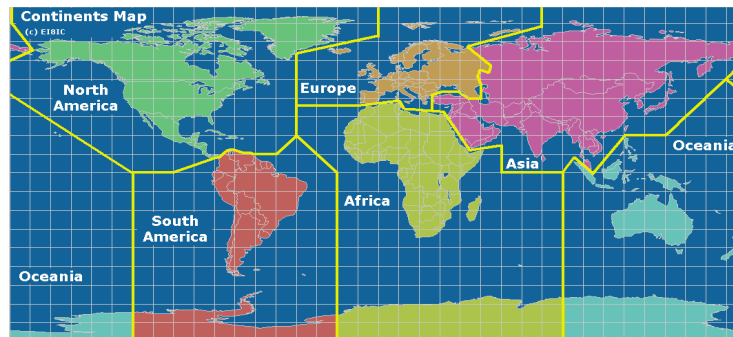 Continents Map
(c) EI8IC
North
America
Europe
Oceania
Asia
Africa
South
America
Oceania